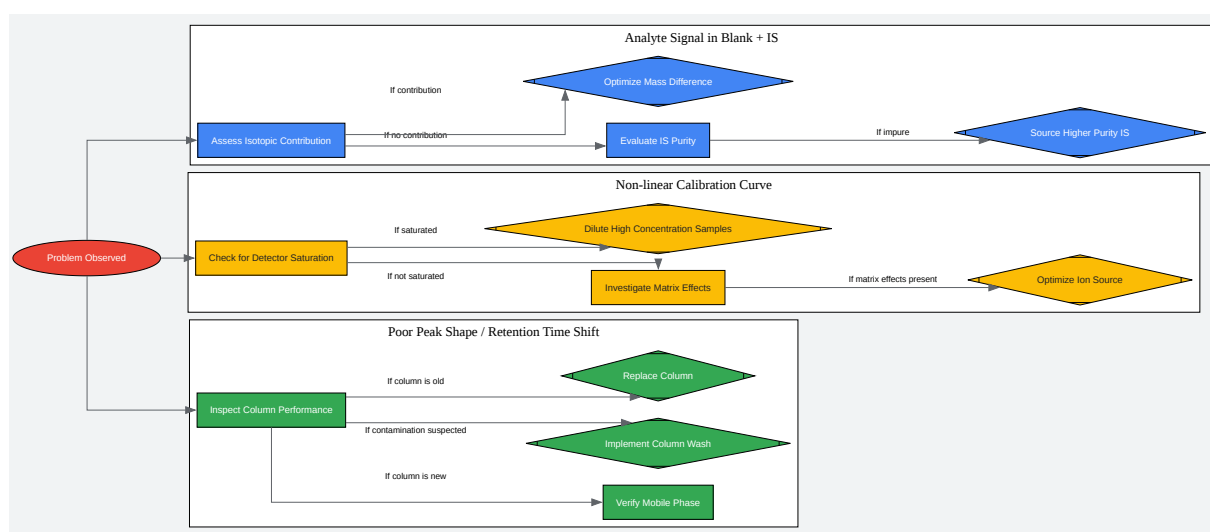 Analyte Signal in Blank + IS
If contribution
Optimize Mass Difference
If no contribution
Assess Isotopic Contribution
Evaluate IS Purity
If impure
Source Higher Purity IS
Non-linear Calibration Curve
If saturated
Dilute High Concentration Samples
Problem Observed
Check for Detector Saturation
If not saturated
Investigate Matrix Effects
If matrix effects present
Optimize Ion Source
Poor Peak Shape / Retention Time Shift
If column is old
Replace Column
Inspect Column Performance
If contamination suspected
Implement Column Wash
If column is new
Verify Mobile Phase